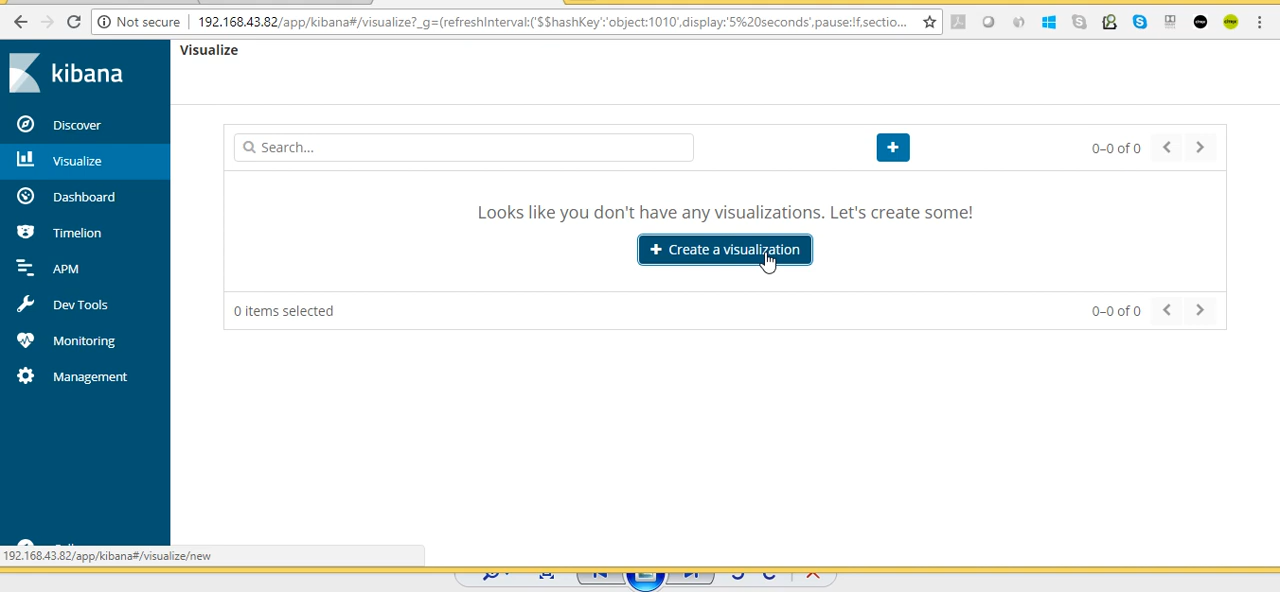 Not secure
192.168.43.82/app/kibana#/visualize?_g=(refreshInterval:('$$hashKey':'object:1010',display:'5%20seconds',pause:!f,sectio...
Visualize
kibana
Discover
Visualize
Dashboard
Timelion
APM
Dev Tools
Monitoring
Management
Search...
0–0 of 0
Looks like you don't have any visualizations. Let's create some!
Create a visualization
0 items selected
0–0 of 0
192.168.43.82/app/kibana#/visualize/new